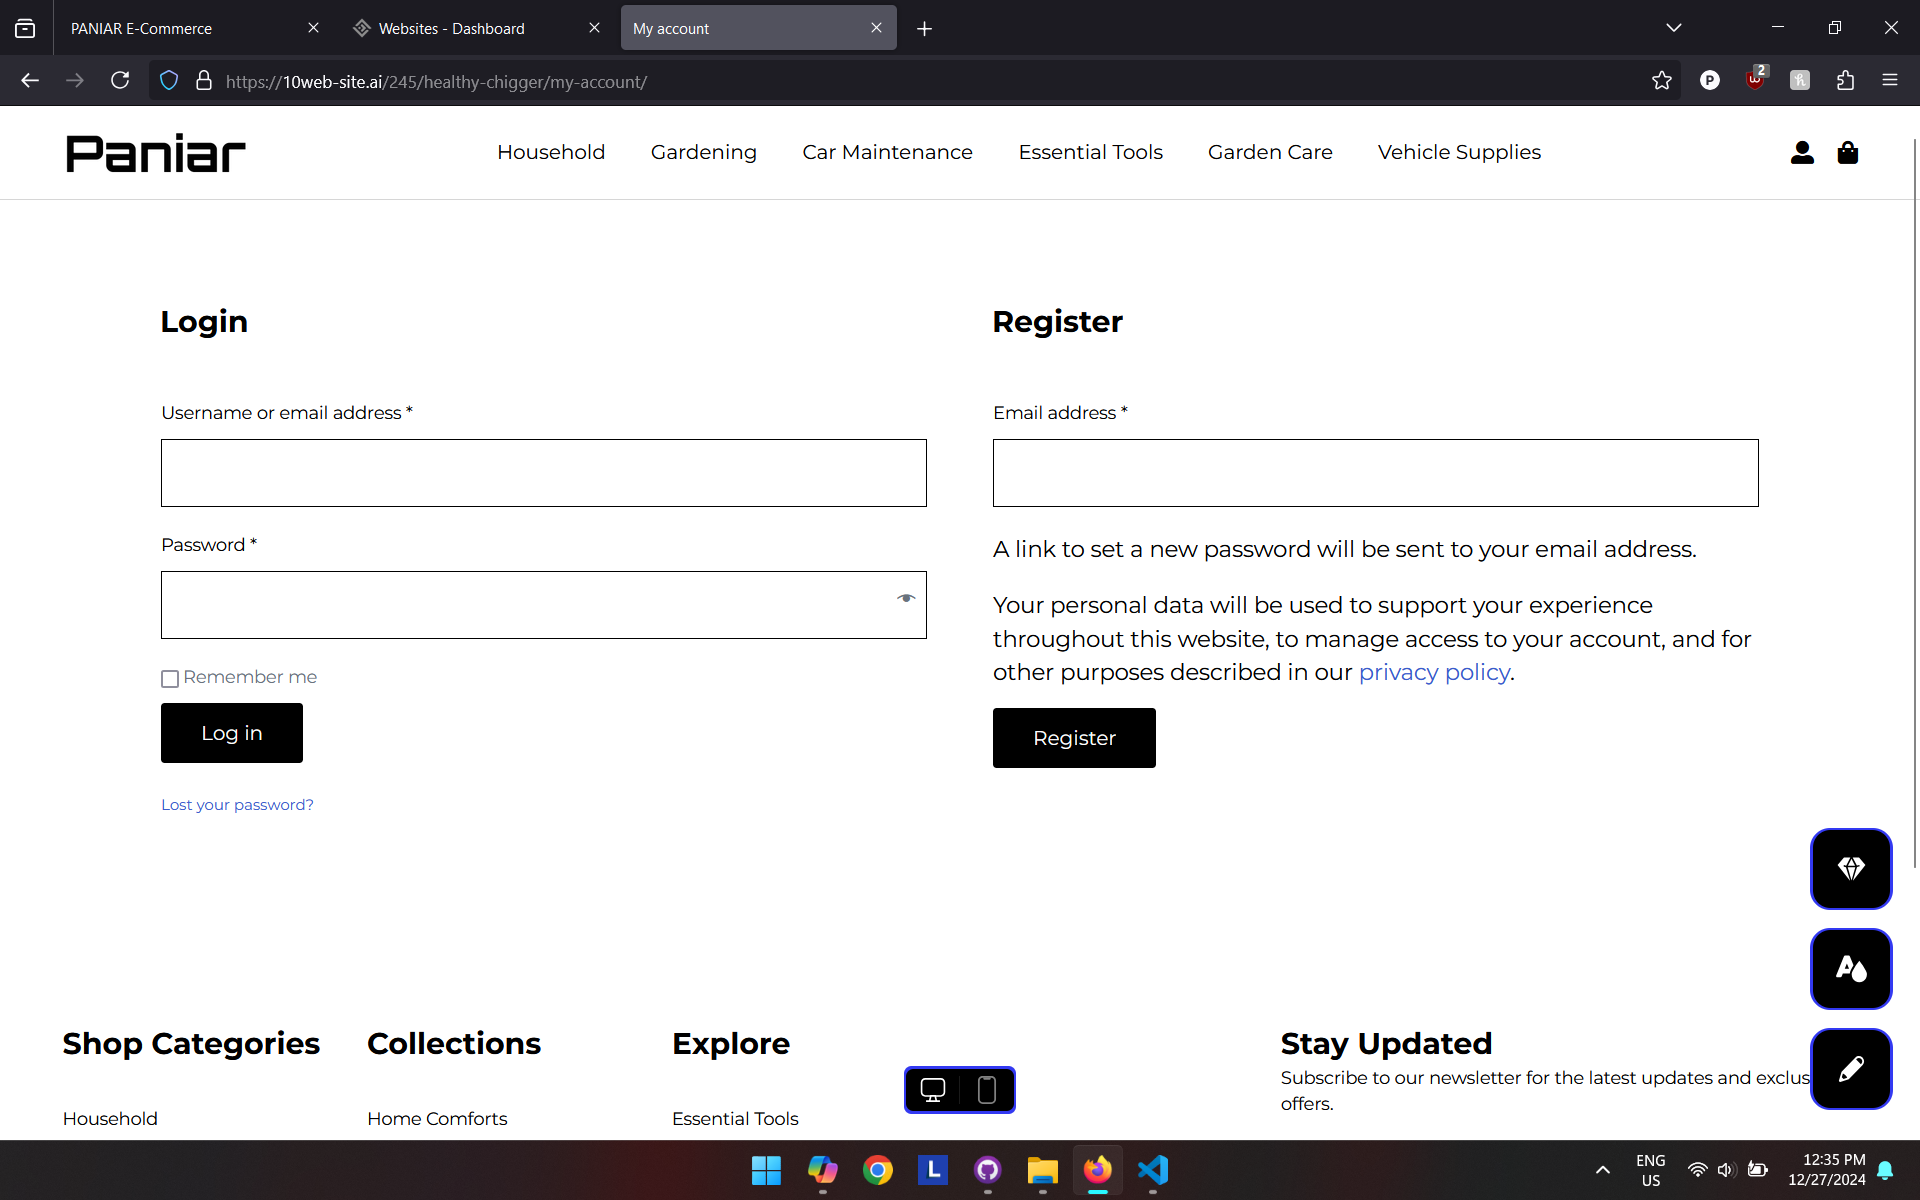 PANIAR E-Commerce
Websites - Dashboard
My account
https://10web-site.ai/245/healthy-chigger/my-account/
P
2
Paniar
Household
Gardening
Car Maintenance
Essential Tools
Garden Care
Vehicle Supplies
Login
Username or email address *
Password *
Remember me
Log in
Lost your password?
Register
Email address *
A link to set a new password will be sent to your email address.
Your personal data will be used to support your experience
throughout this website, to manage access to your account, and for
other purposes described in our privacy policy.
Register
Shop Categories
Household
Collections
Home Comforts
Explore
Essential Tools
Stay Updated
Subscribe to our newsletter for the latest updates and exclus
offers.
L
ENG
US
12:35 PM
12/27/2024